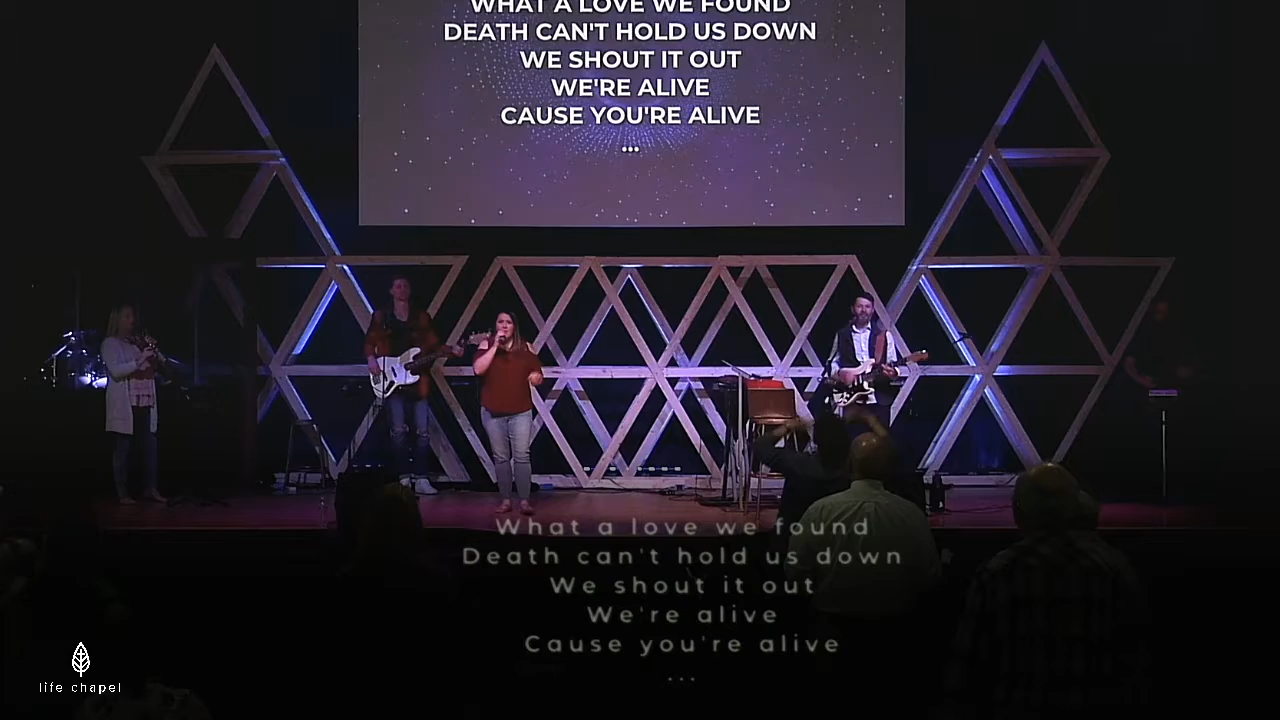 WHAT A LOVE WE FOUND
DEATH CAN'T HOLD US DOWN
WE SHOUT IT OUT
WE'RE ALIVE
CAUSE YOU'RE ALIVE
...
What a love we found
Death can't hold us down
We shout it out
We're alive
Cause you're alive
...
life chapel